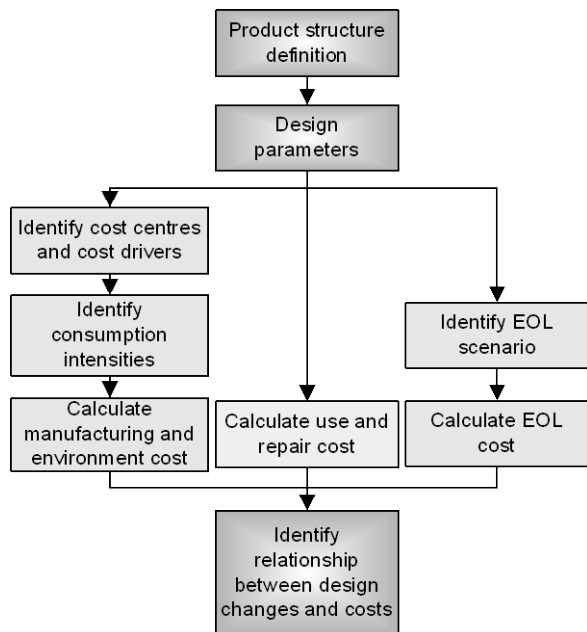 Product structure
definition
Design
parameters
Identify cost centres
and cost drivers
Identify
consumption
intensities
Calculate
manufacturing and
environment cost
Calculate use and
repair cost
Identify EOL
scenario
Calculate EOL
cost
Identify
relationship
between design
changes and costs